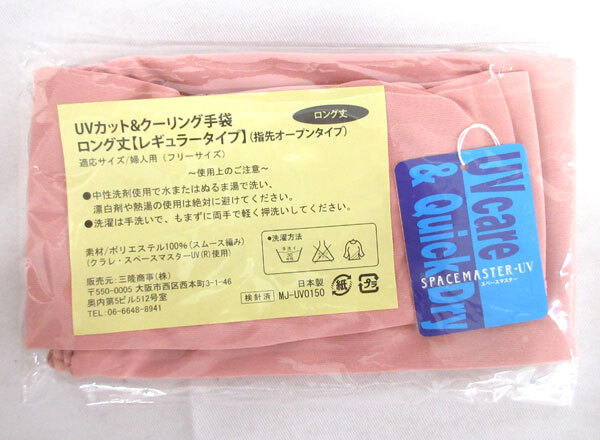 ロング丈
UVカット&クーリング手袋
ロング丈【レギュラータイプ】(指先オープンタイプ)
適応サイズ/婦人用(フリーサイズ)
～使用上のご注意～
●中性洗剤使用で水またはぬるま湯で洗い、
漂白剤や熱湯の使用は絶対に避けてください。
●洗濯は手洗いで、もまずに両手で軽く押洗いしてください。
素材/ポリエステル100%(スムース編み)
(クラレ・スペースマスターUV(R)使用)
販売元: 三隆商事(株)
〒550-0005 大阪市西区西本町3-1-46
奥内第5ビル512号室
TEL:06-6648-8941
●洗濯方法
日本製
検針済
MJ-UV0150
紙
プラ
UV care
& Quick Dry
SPACEMASTER-UV
スペースマスター